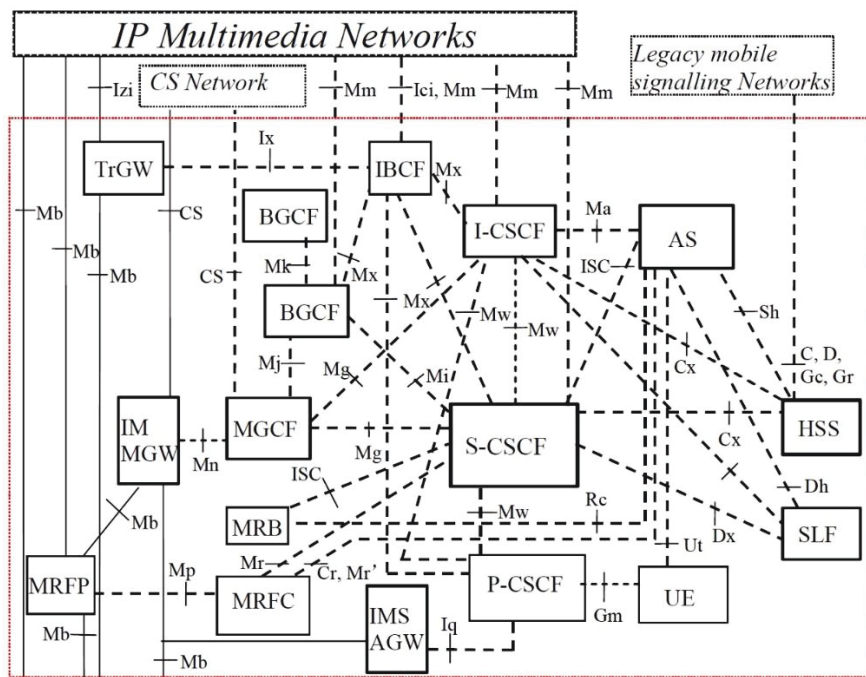 IP Multimedia Networks
Legacy mobile
signalling Networks
CS Network
Izi
Mm
Ici, Mm
Mm
Mm
Ix
TrGW
IBCF
Mx
Mb
CS
BGCF
I-CSCF
Ma
AS
Mb
Mb
CS
Mk
Mx
ISC
BGCF
Mx
Mw
Mw
Sh
Mj
Mg
Mi
Cx
C, D,
Gc, Gr
IM
MGW
Mn
MGCF
Mg
S-CSCF
Cx
HSS
ISC
Mb
MRB
Mw
Rc
Dx
Dh
SLF
Mr
Cr, Mr’
Ut
MRFP
Mp
MRFC
P-CSCF
Gm
UE
Mb
IMS
AGW
Iq
Mb